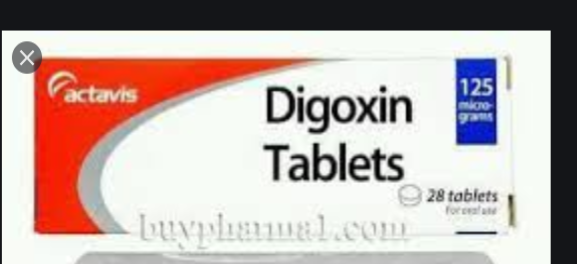 actavis
Digoxin
Tablets
125
micro-
grams
28 tablets
for oral use
buypharma1.com